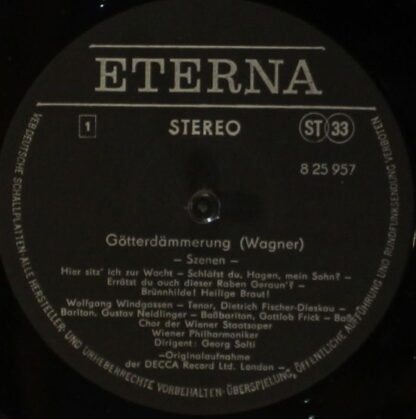 ETERNA
1
STEREO
ST 33
8 25 957
Götterdämmerung (Wagner)
– Szenen –
Hier sitz' ich zur Wacht – Schläfst du, Hagen, mein Sohn? –
Errätst du auch dieser Raben Geraun'? –
Brünnhilde! Heilige Braut!
Wolfgang Windgassen – Tenor, Dietrich Fischer-Dieskau –
Bariton, Gustav Neidlinger – Baßbariton, Gottlob Frick – Baß
Chor der Wiener Staatsoper
Wiener Philharmoniker
Dirigent: Georg Solti
–Originalaufnahme
der DECCA Record Ltd. London–
VEB DEUTSCHE SCHALLPLATTEN · ALLE HERSTELLER- UND URHEBERRECHTE VORBEHALTEN · ÜBERSPIELUNG, ÖFFENTLICHE AUFFÜHRUNG UND RUNDFUNKSENDUNG VERBOTEN